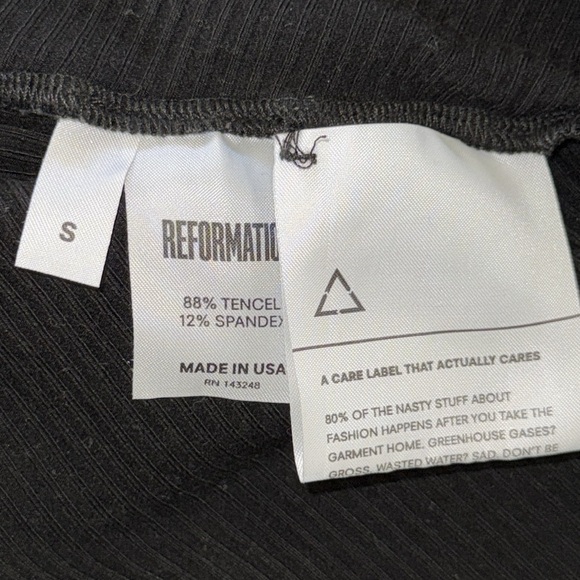 S
REFORMATIO
88% TENCEL
12% SPANDEX
MADE IN USA
RN 143248
A CARE LABEL THAT ACTUALLY CARES
80% OF THE NASTY STUFF ABOUT
FASHION HAPPENS AFTER YOU TAKE THE
GARMENT HOME. GREENHOUSE GASES?
GROSS. WASTED WATER? SAD. DON'T BE